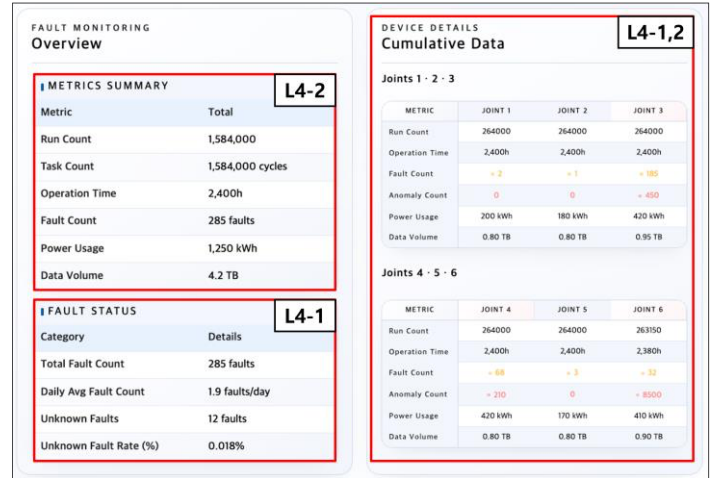 FAULT MONITORING
Overview
METRICS SUMMARY
L4-2
Metric Total
Run Count 1,584,000
Task Count 1,584,000 cycles
Operation Time 2,400h
Fault Count 285 faults
Power Usage 1,250 kWh
Data Volume 4.2 TB
FAULT STATUS
L4-1
Category Details
Total Fault Count 285 faults
Daily Avg Fault Count 1.9 faults/day
Unknown Faults 12 faults
Unknown Fault Rate (%) 0.018%
DEVICE DETAILS
Cumulative Data
L4-1,2
Joints 1 · 2 · 3
METRIC JOINT 1 JOINT 2 JOINT 3
Run Count 264000 264000 264000
Operation Time 2,400h 2,400h 2,400h
Fault Count 2 1 185
Anomaly Count 0 0 450
Power Usage 200 kWh 180 kWh 420 kWh
Data Volume 0.80 TB 0.80 TB 0.95 TB
Joints 4 · 5 · 6
METRIC JOINT 4 JOINT 5 JOINT 6
Run Count 264000 264000 263150
Operation Time 2,400h 2,400h 2,380h
Fault Count 68 3 32
Anomaly Count 210 0 8500
Power Usage 420 kWh 170 kWh 410 kWh
Data Volume 0.80 TB 0.80 TB 0.90 TB